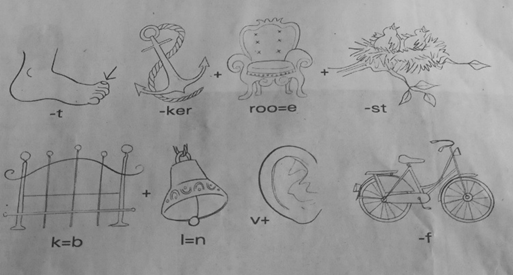 -t -ker + roo=e + -st
k=b + l=n v+ -f